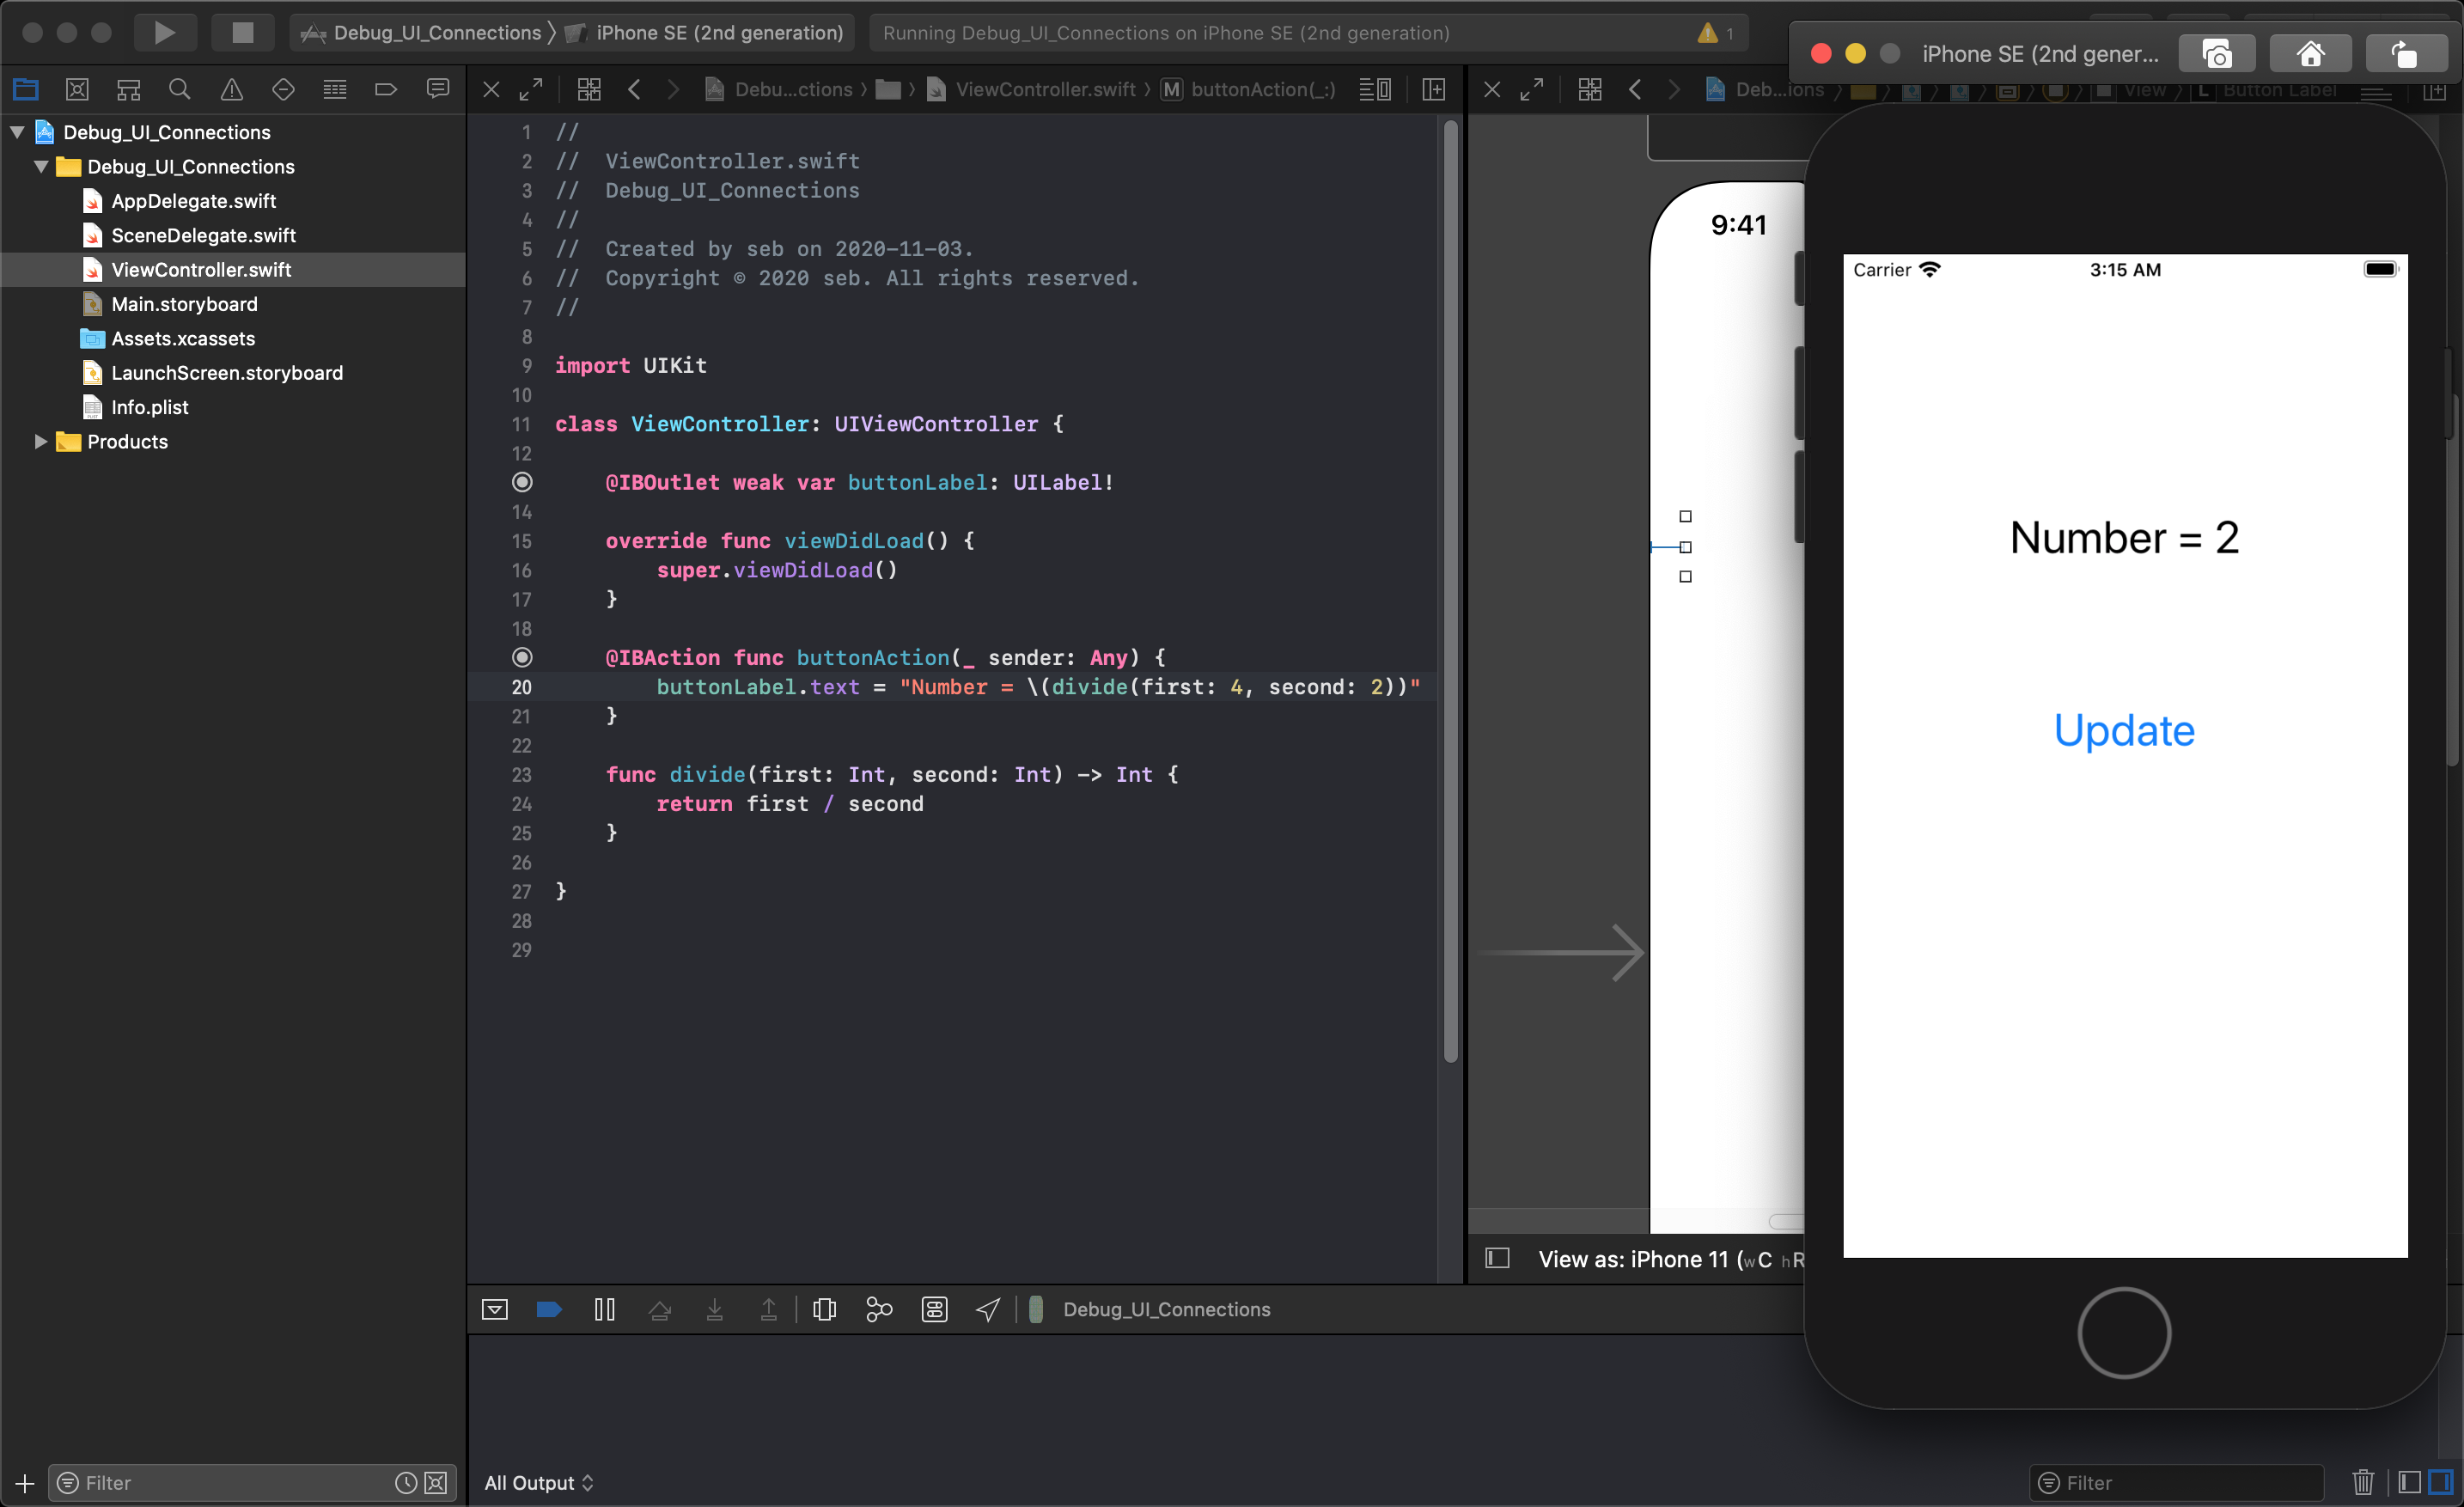 Debug_UI_Connections
iPhone SE (2nd generation)
Running Debug_UI_Connections on iPhone SE (2nd generation)
1
iPhone SE (2nd gener...
Debu...ctions
ViewController.swift
M
buttonAction(_:)
Deb...ions
View
L
Button Label
Debug_UI_Connections
Debug_UI_Connections
AppDelegate.swift
SceneDelegate.swift
ViewController.swift
Main.storyboard
Assets.xcassets
LaunchScreen.storyboard
Info.plist
Products
1 //
2 //  ViewController.swift
3 //  Debug_UI_Connections
4 //
5 //  Created by seb on 2020-11-03.
6 //  Copyright © 2020 seb. All rights reserved.
7 //
8
9 import UIKit
10
11 class ViewController: UIViewController {
12
@IBOutlet weak var buttonLabel: UILabel!
14
15 override func viewDidLoad() {
16 super.viewDidLoad()
17 }
18
@IBAction func buttonAction(_ sender: Any) {
20 buttonLabel.text = "Number = \(divide(first: 4, second: 2))"
21 }
22
23 func divide(first: Int, second: Int) -> Int {
24 return first / second
25 }
26
27 }
28
29
9:41
View as: iPhone 11 (wC hR
Carrier
3:15 AM
Number = 2
Update
Debug_UI_Connections
Filter
All Output
Filter